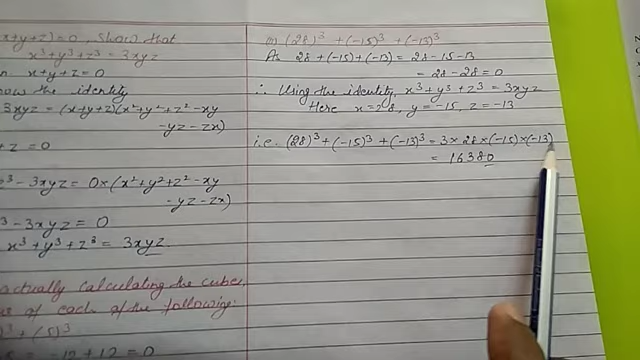 x+y+z)=0, show that
x³+y³+z³ = 3xyz
x+y+z=0
the identity
3xyz = (x+y+z)(x²+y²+z²-xy
-yz-zx)
+z = 0
z³-3xyz = 0×(x²+y²+z²-xy
-yz-zx)
³-3xyz = 0
x³+y³+z³ = 3xyz
actually calculating the cubes,
of each of the following:
)³+(5)³
-12+12=0
(28)³+(-15)³+(-13)³
As 28+(-15)+(-13) = 28-15-13
= 28-28=0
∴ Using the identity, x³+y³+z³=3xyz
Here x=28, y=-15, z=-13
i.e. (28)³+(-15)³+(-13)³ = 3×28×(-15)×(-13)
= 16380